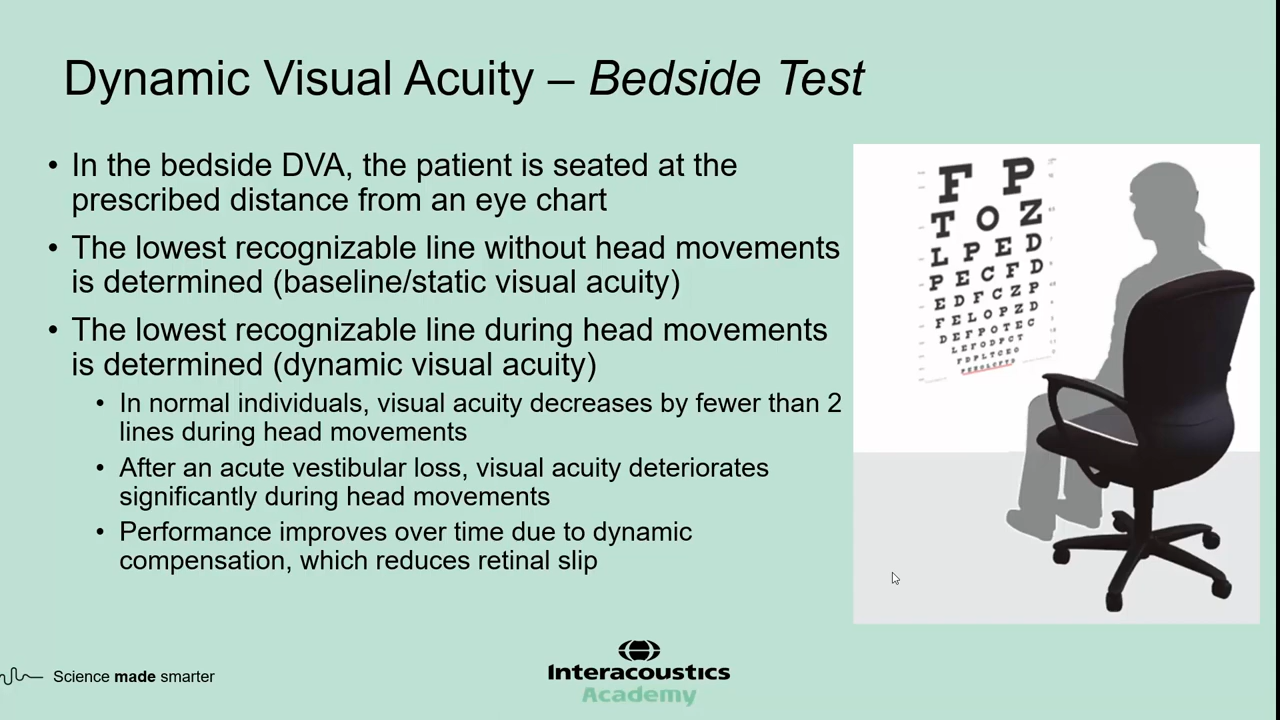 Dynamic Visual Acuity – Bedside Test
• In the bedside DVA, the patient is seated at the
prescribed distance from an eye chart
• The lowest recognizable line without head movements
is determined (baseline/static visual acuity)
• The lowest recognizable line during head movements
is determined (dynamic visual acuity)
• In normal individuals, visual acuity decreases by fewer than 2
lines during head movements
• After an acute vestibular loss, visual acuity deteriorates
significantly during head movements
• Performance improves over time due to dynamic
compensation, which reduces retinal slip
F P
T O Z
L P E D
P E C F D
E D F C Z P
F E L O P Z D
D E F P O T E C
L E F O D P C T
F D P L T C E O
Science made smarter
Interacoustics
Academy